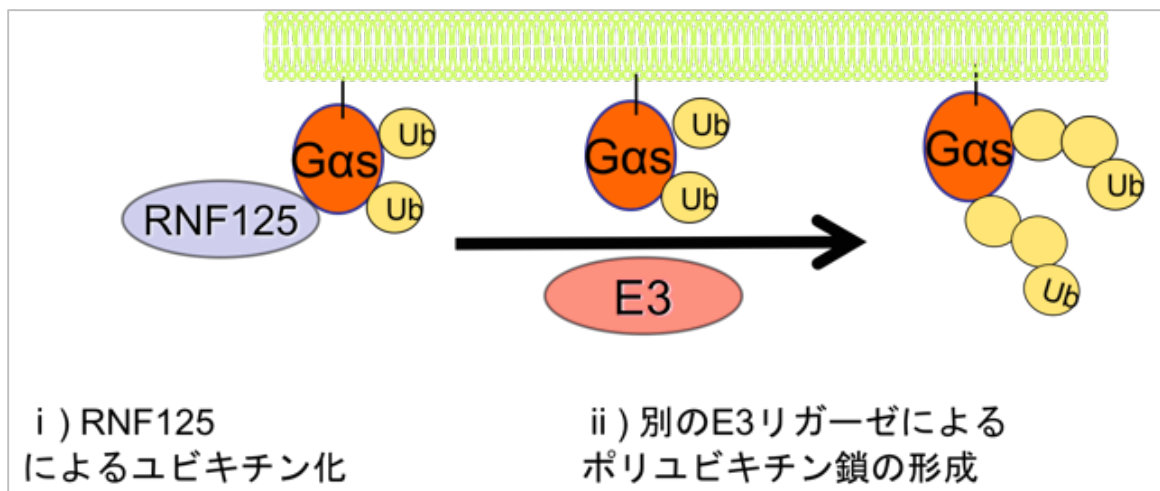 Gαs
Ub
Ub
RNF125
Gαs
Ub
Ub
E3
Gαs
Ub
Ub
ⅰ ) RNF125
によるユビキチン化
ⅱ ) 別のE3リガーゼによる
ポリユビキチン鎖の形成